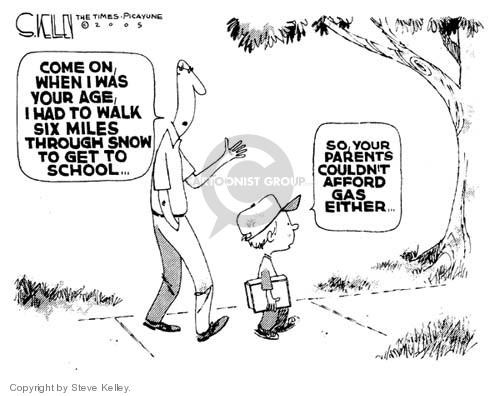 S. KELLEY
THE TIMES-PICAYUNE
© 2005
COME ON,
WHEN I WAS
YOUR AGE,
I HAD TO WALK
SIX MILES
THROUGH SNOW
TO GET TO
SCHOOL...
SO, YOUR
PARENTS
COULDN'T
AFFORD
GAS
EITHER...
CARTOONIST GROUP
Copyright by Steve Kelley.